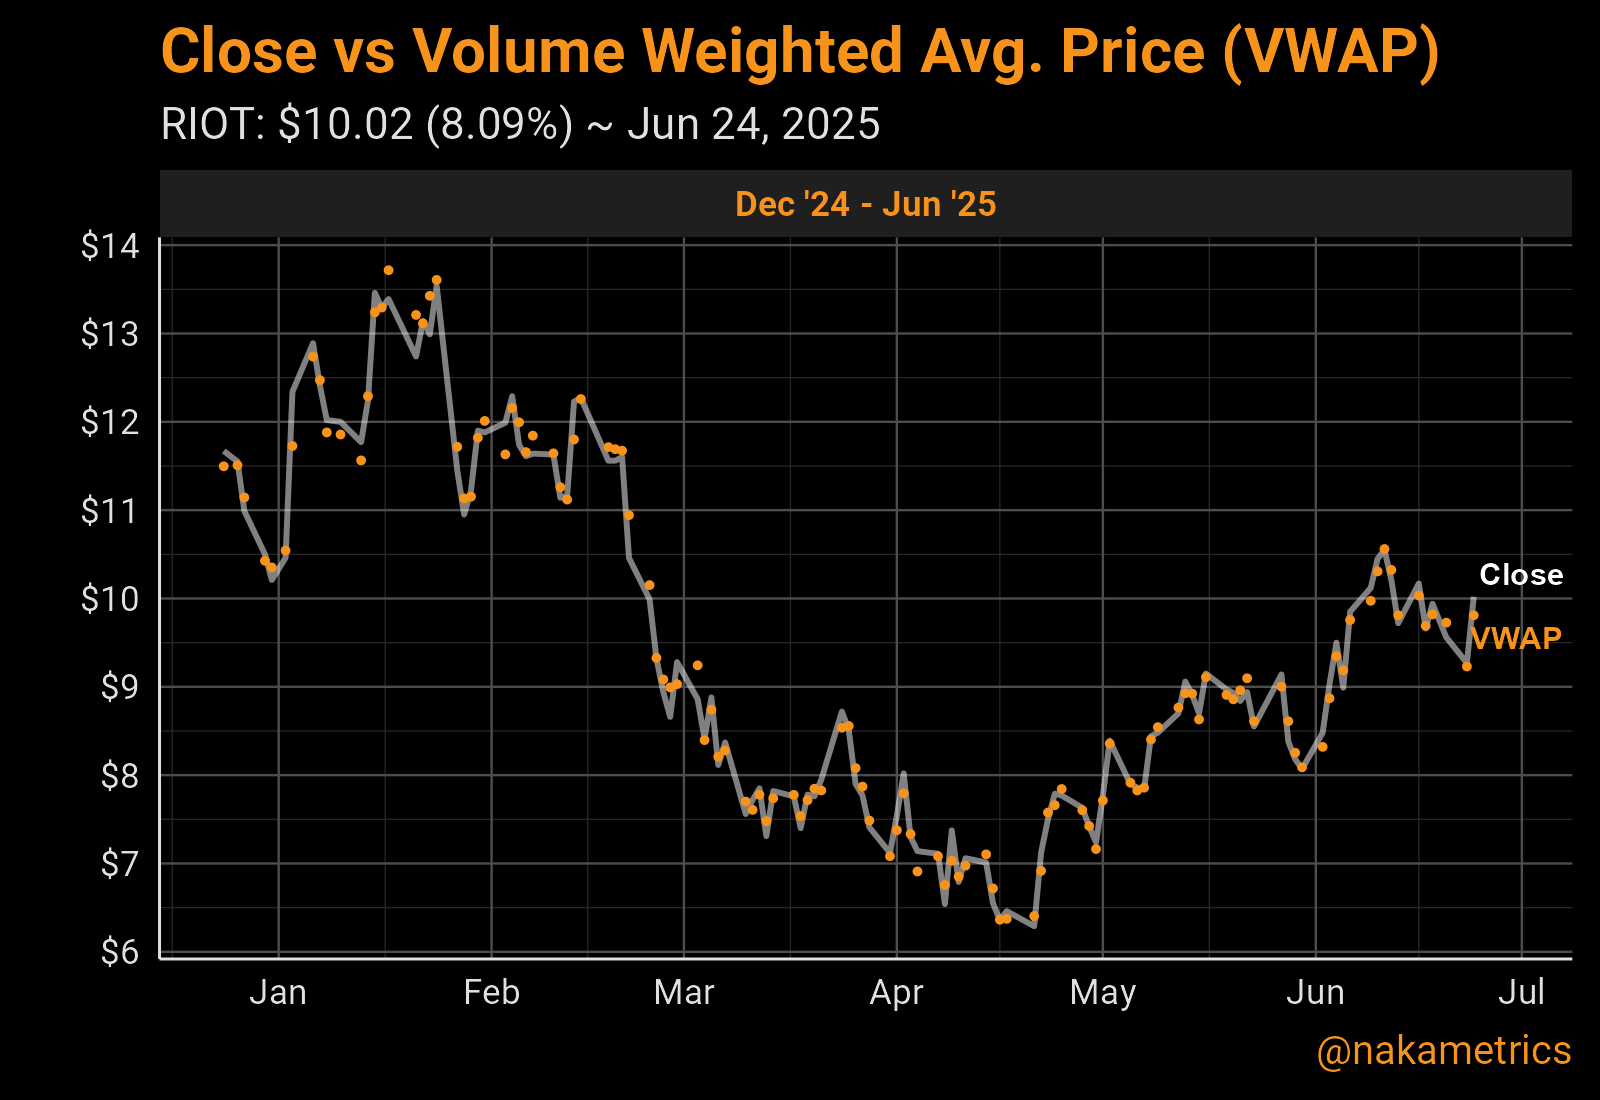 Close vs Volume Weighted Avg. Price (VWAP)
RIOT: $10.02 (8.09%) ~ Jun 24, 2025
Dec '24 - Jun '25
$14
$13
$12
$11
$10
$9
$8
$7
$6
Close
VWAP
Jan Feb Mar Apr May Jun Jul
@nakametrics